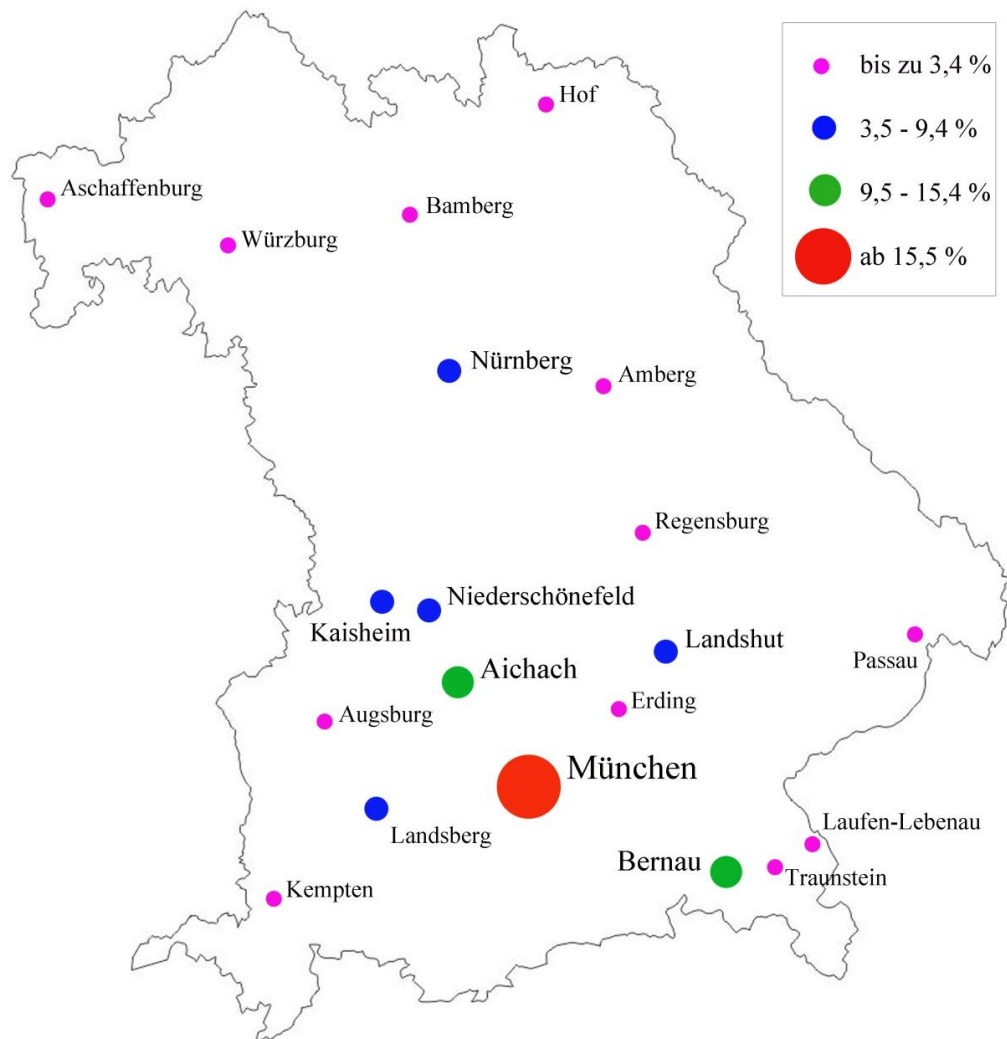 bis zu 3,4 %
3,5 - 9,4 %
9,5 - 15,4 %
ab 15,5 %
Hof
Aschaffenburg
Bamberg
Würzburg
Nürnberg
Amberg
Regensburg
Niederschönefeld
Kaisheim
Landshut
Passau
Aichach
Erding
Augsburg
München
Laufen-Lebenau
Landsberg
Bernau
Traunstein
Kempten